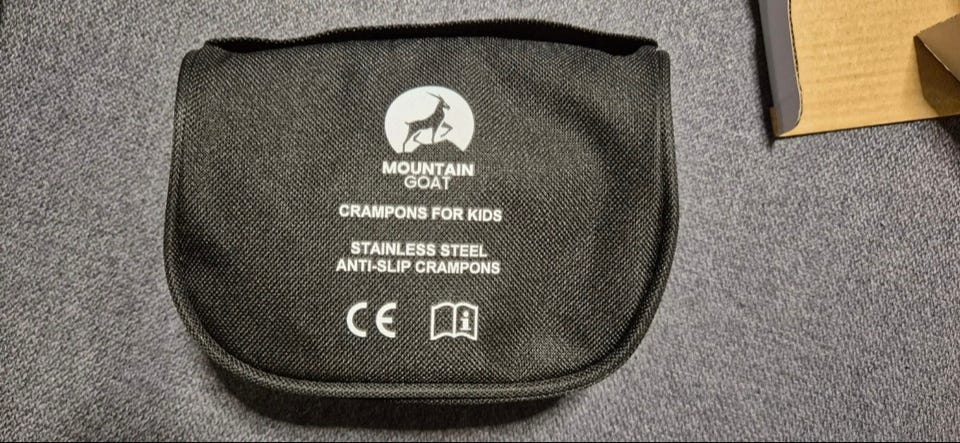 MOUNTAIN
GOAT
CRAMPONS FOR KIDS
STAINLESS STEEL
ANTI-SLIP CRAMPONS
CE i